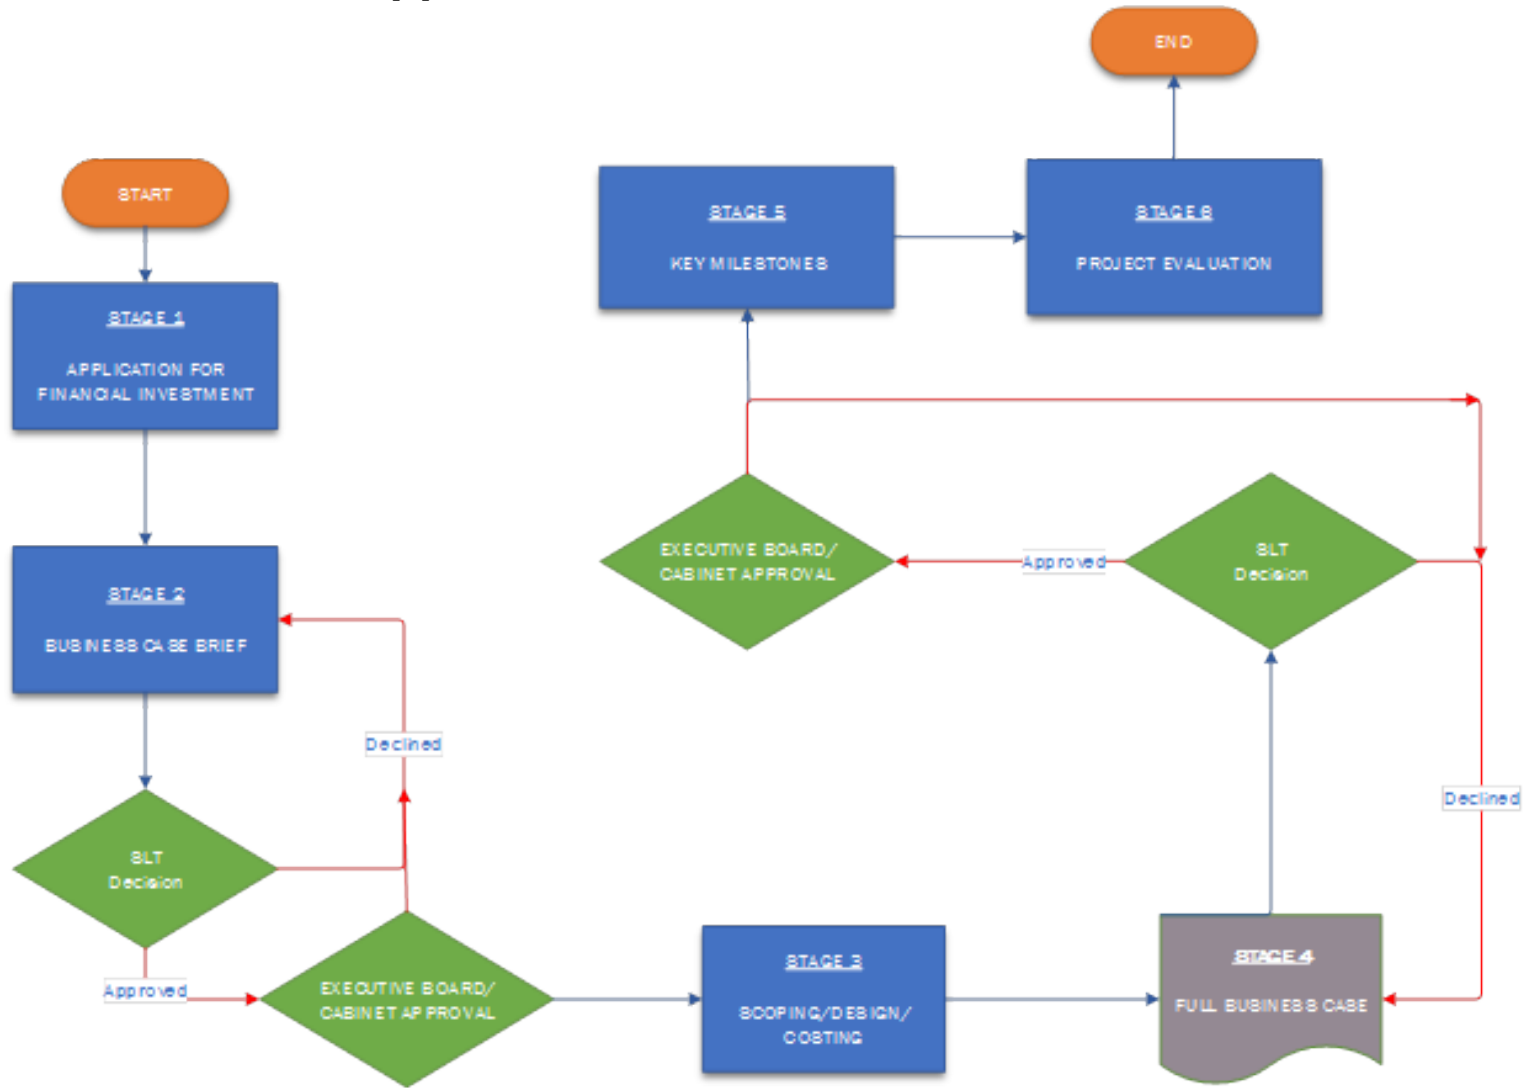 START
STAGE 1
APPLICATION FOR
FINANCIAL INVESTMENT
STAGE 2
BUSINESS CASE BRIEF
Declined
SLT
Decision
Approved
EXECUTIVE BOARD/
CABINET APPROVAL
STAGE 3
SCOPING/DESIGN/
COSTING
STAGE 4
FULL BUSINESS CASE
Declined
SLT
Decision
Approved
EXECUTIVE BOARD/
CABINET APPROVAL
STAGE 5
KEY MILESTONES
STAGE 6
PROJECT EVALUATION
END